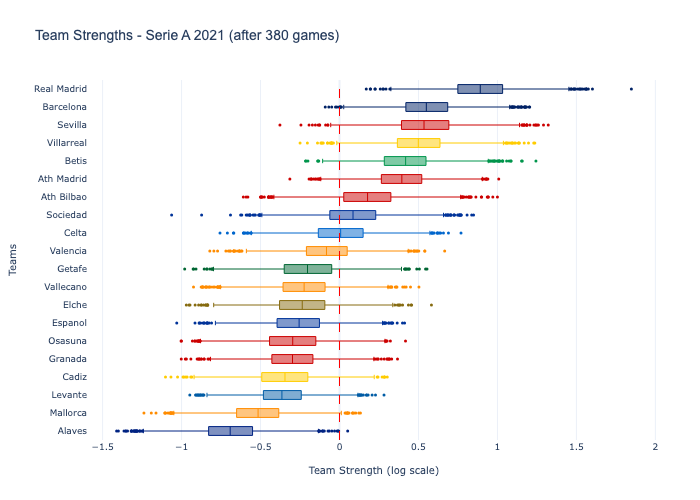 Team Strengths - Serie A 2021 (after 380 games)
Real Madrid
Barcelona
Sevilla
Villarreal
Betis
Ath Madrid
Ath Bilbao
Sociedad
Celta
Valencia
Getafe
Vallecano
Elche
Espanol
Osasuna
Granada
Cadiz
Levante
Mallorca
Alaves
Teams
−1.5
−1
−0.5
0
0.5
1
1.5
2
Team Strength (log scale)